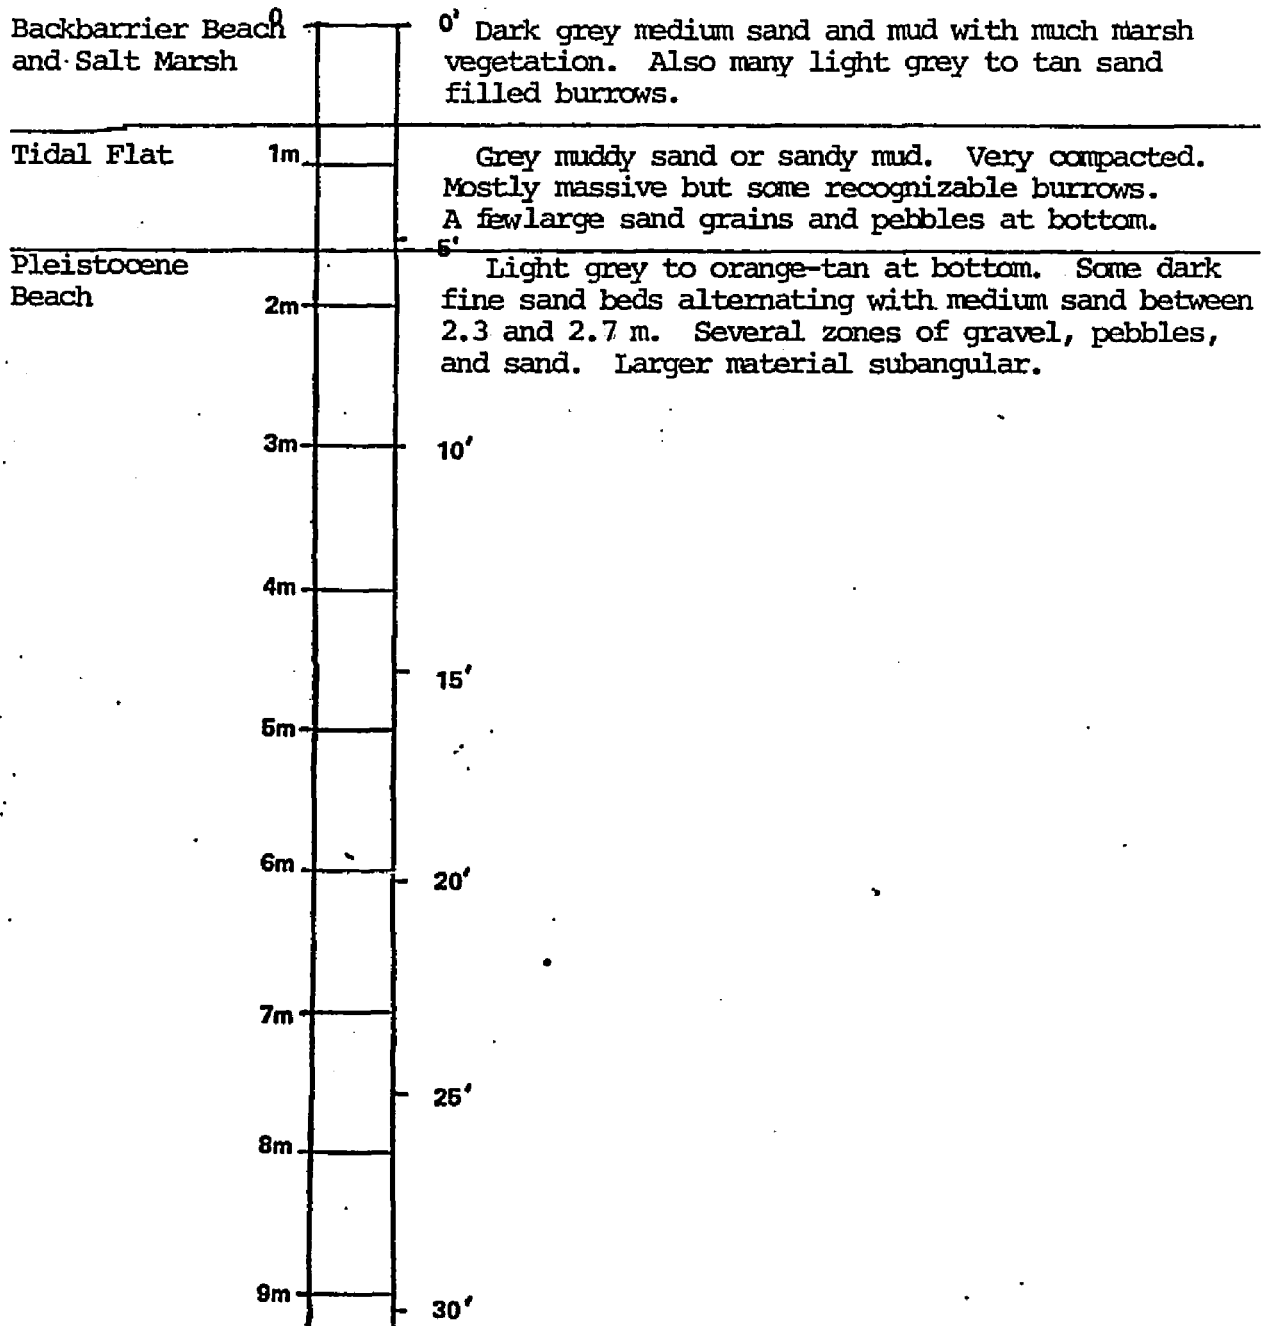 Backbarrier Beach
and Salt Marsh
0
0'
Dark grey medium sand and mud with much marsh
vegetation. Also many light grey to tan sand
filled burrows.
Tidal Flat
1m
Grey muddy sand or sandy mud. Very compacted.
Mostly massive but some recognizable burrows.
A few large sand grains and pebbles at bottom.
5'
Pleistocene
Beach
Light grey to orange-tan at bottom. Some dark
fine sand beds alternating with medium sand between
2.3 and 2.7 m. Several zones of gravel, pebbles,
and sand. Larger material subangular.
2m
3m
10'
4m
15'
5m
6m
20'
7m
25'
8m
9m
30'